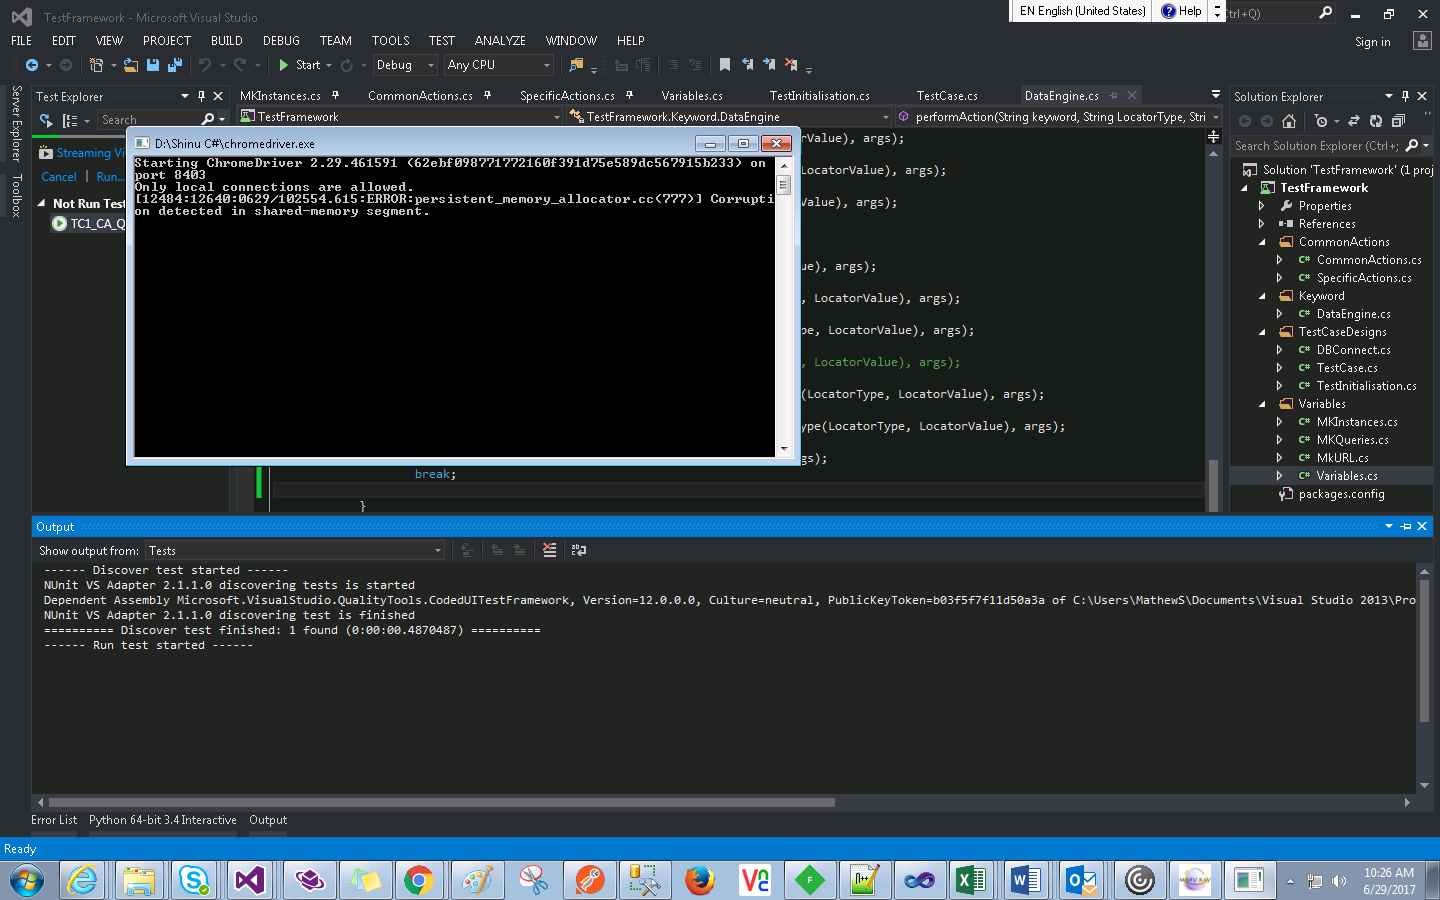 TestFramework - Microsoft Visual Studio
EN English (United States)
Help
Ctrl+Q)
FILE EDIT VIEW PROJECT BUILD DEBUG TEAM TOOLS TEST ANALYZE WINDOW HELP
Sign in
Start
Debug
Any CPU
Server Explorer
Toolbox
Test Explorer
Search
Streaming Vi
Cancel Run...
Not Run Test
TC1_CA_Q
MKInstances.cs CommonActions.cs SpecificActions.cs Variables.cs TestInitialisation.cs TestCase.cs DataEngine.cs
TestFramework TestFramework.Keyword.DataEngine performAction(String keyword, String LocatorType, Stri
orValue), args);
orValue), args);
orValue), args);
ue), args);
, LocatorValue), args);
pe, LocatorValue), args);
, LocatorValue), args);
(LocatorType, LocatorValue), args);
ype(LocatorType, LocatorValue), args);
gs);
break;
}
D:\Shinu C#\chromedriver.exe
Starting ChromeDriver 2.29.461591 (62ebf098771772160f391d75e589dc567915b233) on
port 8403
Only local connections are allowed.
[12484:12640:0629/102554.615:ERROR:persistent_memory_allocator.cc(777)] Corrupti
on detected in shared-memory segment.
Solution Explorer
Search Solution Explorer (Ctrl+;
Solution 'TestFramework' (1 proj
TestFramework
Properties
References
CommonActions
C# CommonActions.cs
C# SpecificActions.cs
Keyword
C# DataEngine.cs
TestCaseDesigns
C# DBConnect.cs
C# TestCase.cs
C# TestInitialisation.cs
Variables
C# MKInstances.cs
C# MKQueries.cs
C# MkURL.cs
C# Variables.cs
packages.config
Output
Show output from: Tests
------ Discover test started ------
NUnit VS Adapter 2.1.1.0 discovering tests is started
Dependent Assembly Microsoft.VisualStudio.QualityTools.CodedUITestFramework, Version=12.0.0.0, Culture=neutral, PublicKeyToken=b03f5f7f11d50a3a of C:\Users\MathewS\Documents\Visual Studio 2013\Pro
NUnit VS Adapter 2.1.1.0 discovering test is finished
========== Discover test finished: 1 found (0:00:00.4870487) ==========
------ Run test started ------
Error List Python 64-bit 3.4 Interactive Output
Ready
10:26 AM
6/29/2017